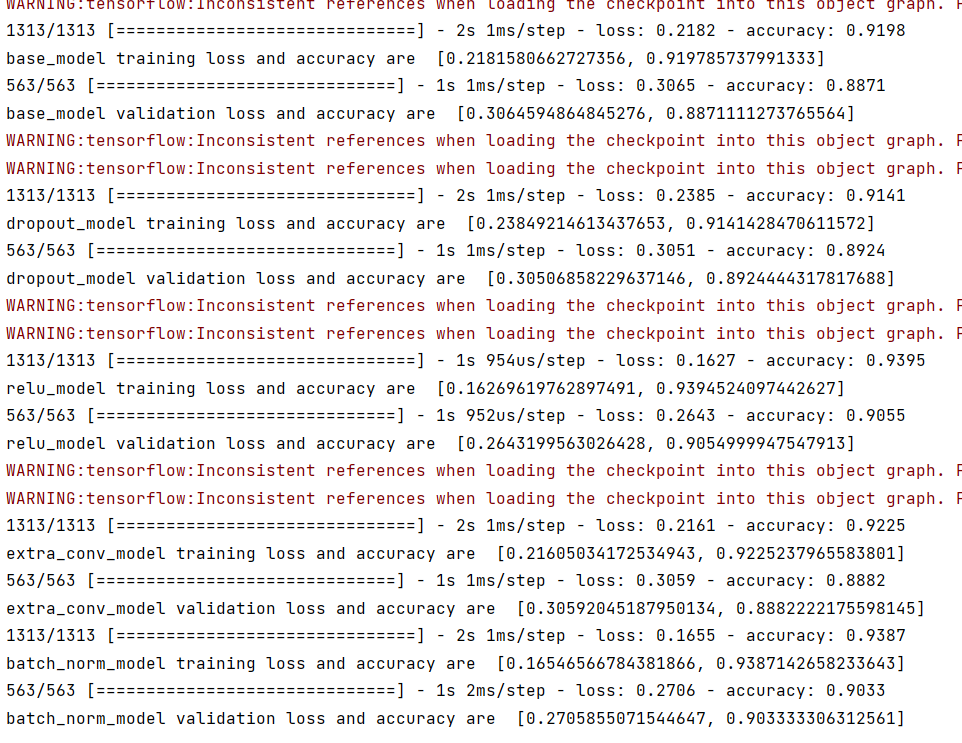 WARNING:tensorflow:Inconsistent references when loading the checkpoint into this object graph.
1313/1313 [==============================] - 2s 1ms/step - loss: 0.2182 - accuracy: 0.9198
base_model training loss and accuracy are  [0.2181580662727356, 0.919785737991333]
563/563 [==============================] - 1s 1ms/step - loss: 0.3065 - accuracy: 0.8871
base_model validation loss and accuracy are  [0.3064594864845276, 0.8871111273765564]
WARNING:tensorflow:Inconsistent references when loading the checkpoint into this object graph.
WARNING:tensorflow:Inconsistent references when loading the checkpoint into this object graph.
1313/1313 [==============================] - 2s 1ms/step - loss: 0.2385 - accuracy: 0.9141
dropout_model training loss and accuracy are  [0.23849214613437653, 0.9141428470611572]
563/563 [==============================] - 1s 1ms/step - loss: 0.3051 - accuracy: 0.8924
dropout_model validation loss and accuracy are  [0.30506858229637146, 0.8924444317817688]
WARNING:tensorflow:Inconsistent references when loading the checkpoint into this object graph.
WARNING:tensorflow:Inconsistent references when loading the checkpoint into this object graph.
1313/1313 [==============================] - 1s 954us/step - loss: 0.1627 - accuracy: 0.9395
relu_model training loss and accuracy are  [0.16269619762897491, 0.9394524097442627]
563/563 [==============================] - 1s 952us/step - loss: 0.2643 - accuracy: 0.9055
relu_model validation loss and accuracy are  [0.2643199563026428, 0.9054999947547913]
WARNING:tensorflow:Inconsistent references when loading the checkpoint into this object graph.
WARNING:tensorflow:Inconsistent references when loading the checkpoint into this object graph.
1313/1313 [==============================] - 2s 1ms/step - loss: 0.2161 - accuracy: 0.9225
extra_conv_model training loss and accuracy are  [0.21605034172534943, 0.9225237965583801]
563/563 [==============================] - 1s 1ms/step - loss: 0.3059 - accuracy: 0.8882
extra_conv_model validation loss and accuracy are  [0.30592045187950134, 0.8882222175598145]
1313/1313 [==============================] - 2s 1ms/step - loss: 0.1655 - accuracy: 0.9387
batch_norm_model training loss and accuracy are  [0.16546566784381866, 0.9387142658233643]
563/563 [==============================] - 1s 2ms/step - loss: 0.2706 - accuracy: 0.9033
batch_norm_model validation loss and accuracy are  [0.2705855071544647, 0.903333306312561]